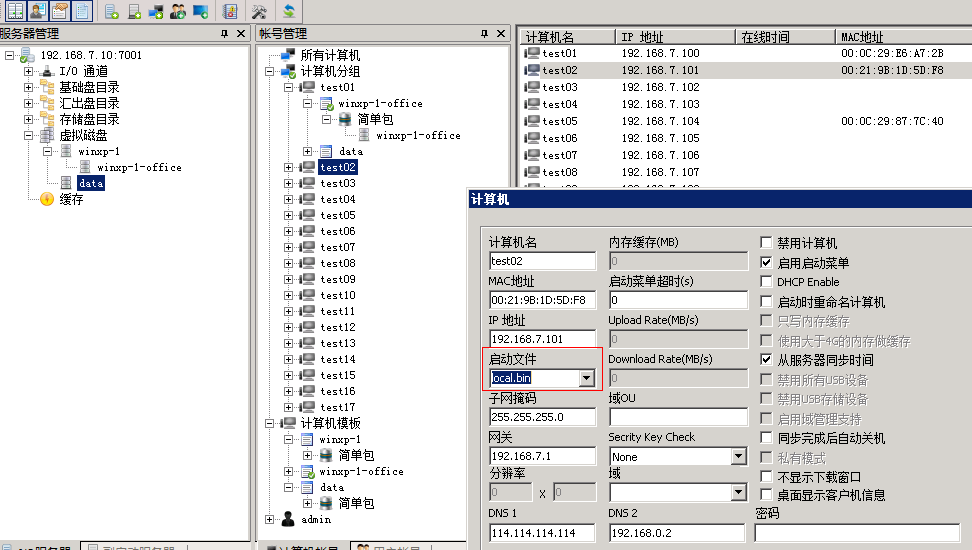 服务器管理
192.168.7.10:7001
I/O 通道
基础盘目录
汇出盘目录
存储盘目录
虚拟磁盘
winxp-1
winxp-1-office
data
缓存
帐号管理
所有计算机
计算机分组
test01
winxp-1-office
简单包
winxp-1-office
data
test02
test03
test04
test05
test06
test07
test08
test09
test10
test11
test12
test13
test14
test15
test16
test17
计算机模板
winxp-1
简单包
winxp-1-office
data
简单包
admin
计算机名 IP 地址 在线时间 MAC地址
test01 192.168.7.100 00:0C:29:E6:A7:2B
test02 192.168.7.101 00:21:9B:1D:5D:F8
test03 192.168.7.102
test04 192.168.7.103
test05 192.168.7.104 00:0C:29:87:7C:40
test06 192.168.7.105
test07 192.168.7.106
test08 192.168.7.107
计算机
计算机名 内存缓存(MB)
test02 0
MAC地址 启动菜单超时(s)
00:21:9B:1D:5D:F8 0
IP 地址 Upload Rate(MB/s)
192.168.7.101 0
启动文件 Download Rate(MB/s)
local.bin 0
子网掩码 域OU
255.255.255.0
网关 Secrity Key Check
192.168.7.1 None
分辨率 域
0 x 0
DNS 1 DNS 2 密码
114.114.114.114 192.168.0.2
禁用计算机
启用启动菜单
DHCP Enable
启动时重命名计算机
只写内存缓存
使用大于4G的内存做缓存
从服务器同步时间
禁用所有USB设备
禁用USB存储设备
启用域管理支持
同步完成后自动关机
私有模式
不显示下载窗口
桌面显示客户机信息